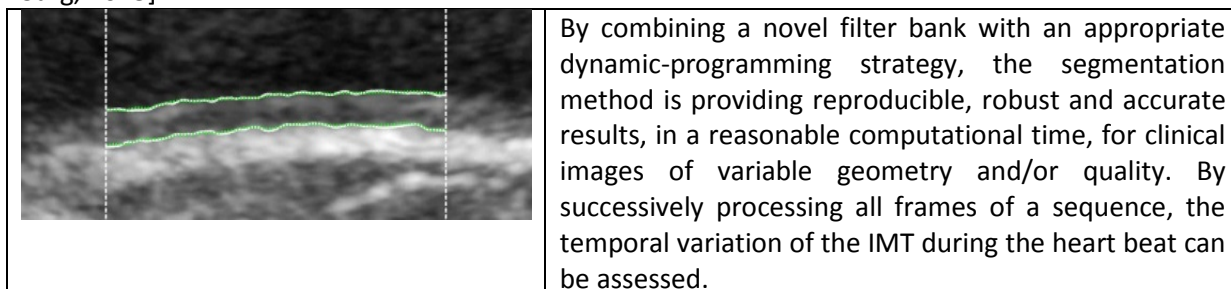 By combining a novel filter bank with an appropriate
dynamic-programming strategy, the segmentation
method is providing reproducible, robust and accurate
results, in a reasonable computational time, for clinical
images of variable geometry and/or quality. By
successively processing all frames of a sequence, the
temporal variation of the IMT during the heart beat can
be assessed.